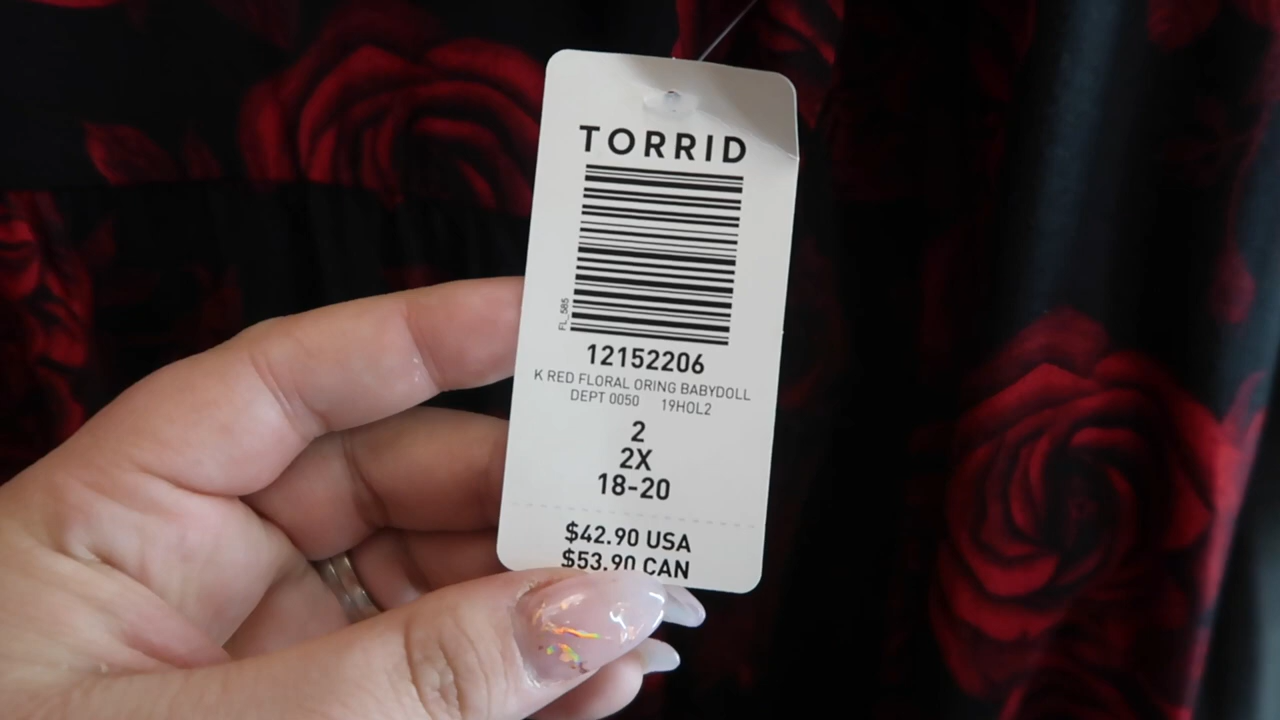 TORRID
FL_585
12152206
K RED FLORAL ORING BABYDOLL
DEPT 0050 19HOL2
2
2X
18-20
$42.90 USA
$53.90 CAN